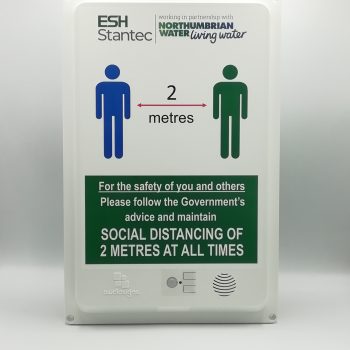 ESH
Stantec
working in partnership with
NORTHUMBRIAN
WATER living water
2
metres
For the safety of you and others
Please follow the Government's
advice and maintain
SOCIAL DISTANCING OF
2 METRES AT ALL TIMES